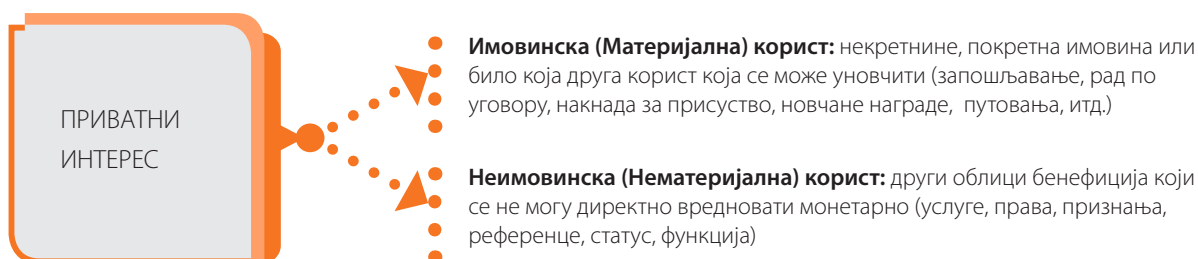 ПРИВАТНИ
ИНТЕРЕС
Имовинска (Материјална) корист: некретнине, покретна имовина или
било која друга корист која се може уновчити (запошљавање, рад по
уговору, накнада за присуство, новчане награде, путовања, итд.)
Неимовинска (Нематеријална) корист: други облици бенефиција који
се не могу директно вредновати монетарно (услуге, права, признања,
референце, статус, функција)